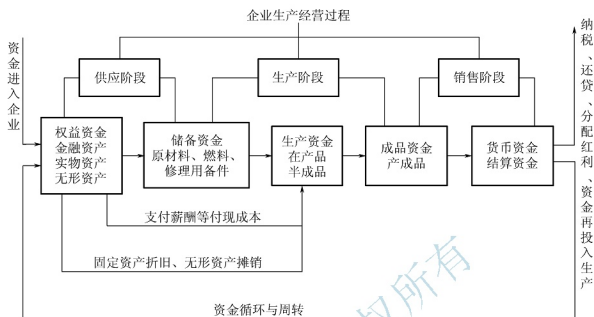 企业生产经营过程
资金进入企业
供应阶段
生产阶段
销售阶段
权益资金
金融资产
实物资产
无形资产
储备资金
原材料、燃料、
修理用备件
生产资金
在产品
半成品
成品资金
产成品
货币资金
结算资金
纳税、还贷、分配红利、资金再投入生产
支付薪酬等付现成本
固定资产折旧、无形资产摊销
资金循环与周转
权所有